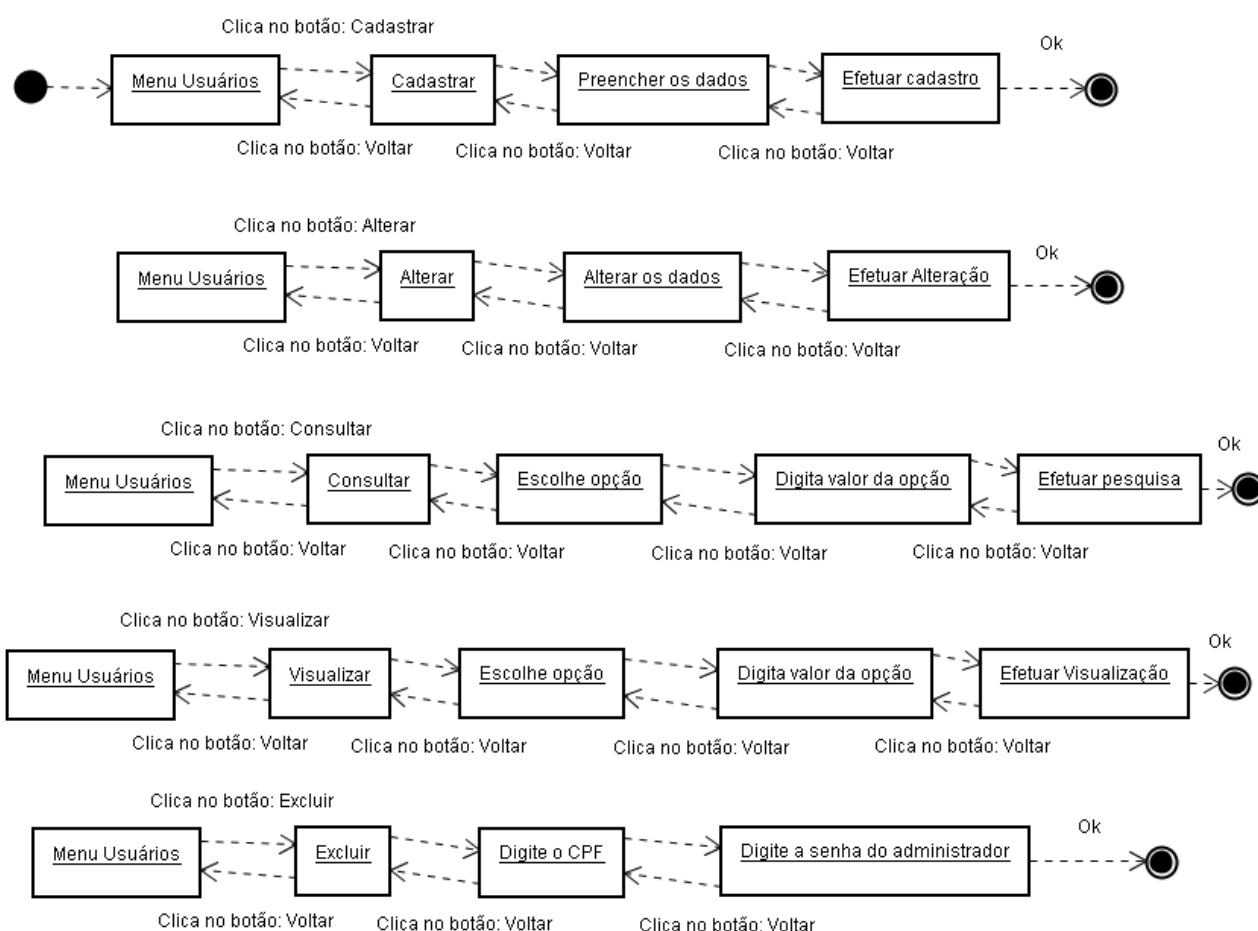 Clica no botão: Cadastrar
Ok
Menu Usuários
Cadastrar
Preencher os dados
Efetuar cadastro
Clica no botão: Voltar
Clica no botão: Voltar
Clica no botão: Voltar
Clica no botão: Alterar
Ok
Menu Usuários
Alterar
Alterar os dados
Efetuar Alteração
Clica no botão: Voltar
Clica no botão: Voltar
Clica no botão: Voltar
Clica no botão: Consultar
Ok
Menu Usuários
Consultar
Escolhe opção
Digita valor da opção
Efetuar pesquisa
Clica no botão: Voltar
Clica no botão: Voltar
Clica no botão: Voltar
Clica no botão: Voltar
Clica no botão: Visualizar
Ok
Menu Usuários
Visualizar
Escolhe opção
Digita valor da opção
Efetuar Visualização
Clica no botão: Voltar
Clica no botão: Voltar
Clica no botão: Voltar
Clica no botão: Voltar
Clica no botão: Excluir
Ok
Menu Usuários
Excluir
Digite o CPF
Digite a senha do administrador
Clica no botão: Voltar
Clica no botão: Voltar
Clica no botão: Voltar